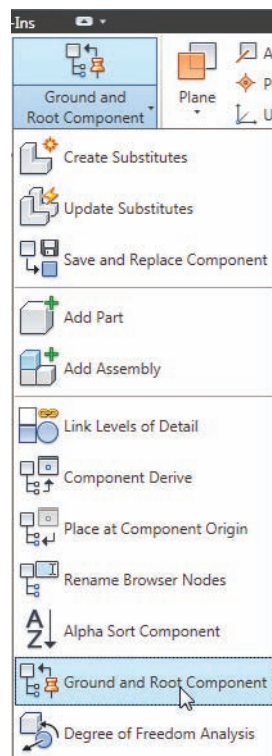 -Ins
Ground and
Root Component
Plane
A
P
U
Create Substitutes
Update Substitutes
Save and Replace Component
Add Part
Add Assembly
Link Levels of Detail
Component Derive
Place at Component Origin
Rename Browser Nodes
A
Z
Alpha Sort Component
Ground and Root Component
Degree of Freedom Analysis